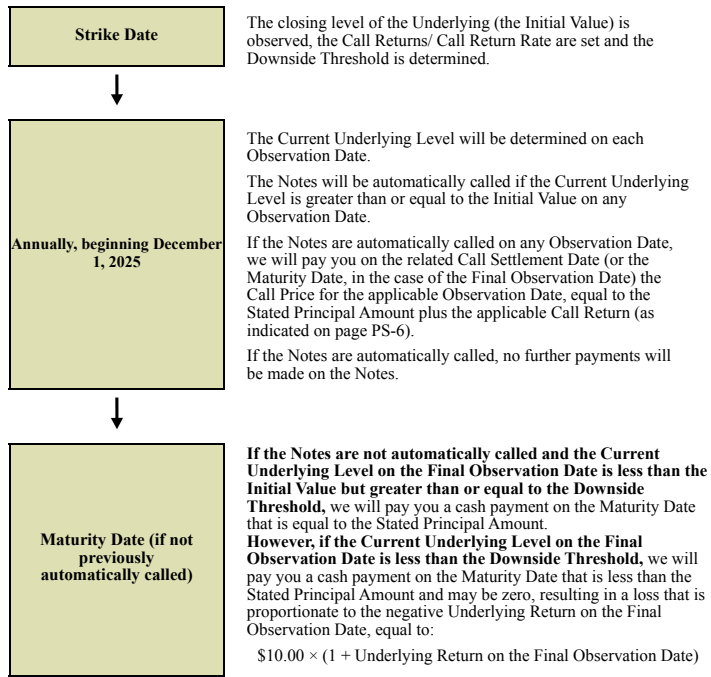 Strike Date
The closing level of the Underlying (the Initial Value) is
observed, the Call Returns/ Call Return Rate are set and the
Downside Threshold is determined.
Annually, beginning December
1, 2025
The Current Underlying Level will be determined on each
Observation Date.
The Notes will be automatically called if the Current Underlying
Level is greater than or equal to the Initial Value on any
Observation Date.
If the Notes are automatically called on any Observation Date,
we will pay you on the related Call Settlement Date (or the
Maturity Date, in the case of the Final Observation Date) the
Call Price for the applicable Observation Date, equal to the
Stated Principal Amount plus the applicable Call Return (as
indicated on page PS-6).
If the Notes are automatically called, no further payments will
be made on the Notes.
Maturity Date (if not
previously
automatically called)
If the Notes are not automatically called and the Current
Underlying Level on the Final Observation Date is less than the
Initial Value but greater than or equal to the Downside
Threshold, we will pay you a cash payment on the Maturity Date
that is equal to the Stated Principal Amount.
However, if the Current Underlying Level on the Final
Observation Date is less than the Downside Threshold, we will
pay you a cash payment on the Maturity Date that is less than the
Stated Principal Amount and may be zero, resulting in a loss that is
proportionate to the negative Underlying Return on the Final
Observation Date, equal to:
$10.00 × (1 + Underlying Return on the Final Observation Date)